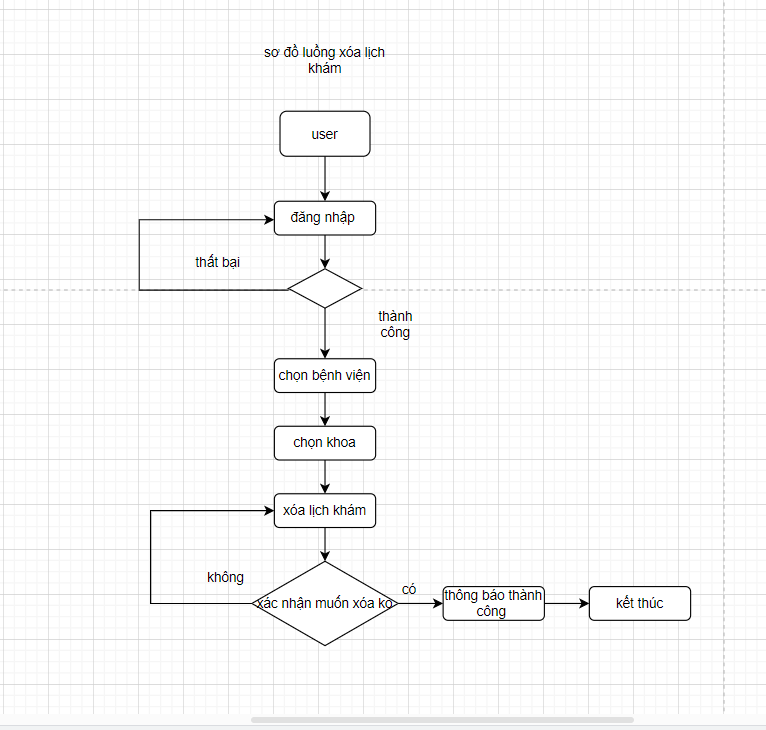 sơ đồ luồng xóa lịch
khám
user
đăng nhập
thất bại
thành
công
chọn bệnh viện
chọn khoa
xóa lịch khám
không
xác nhận muốn xóa ko
có
thông báo thành
công
kết thúc